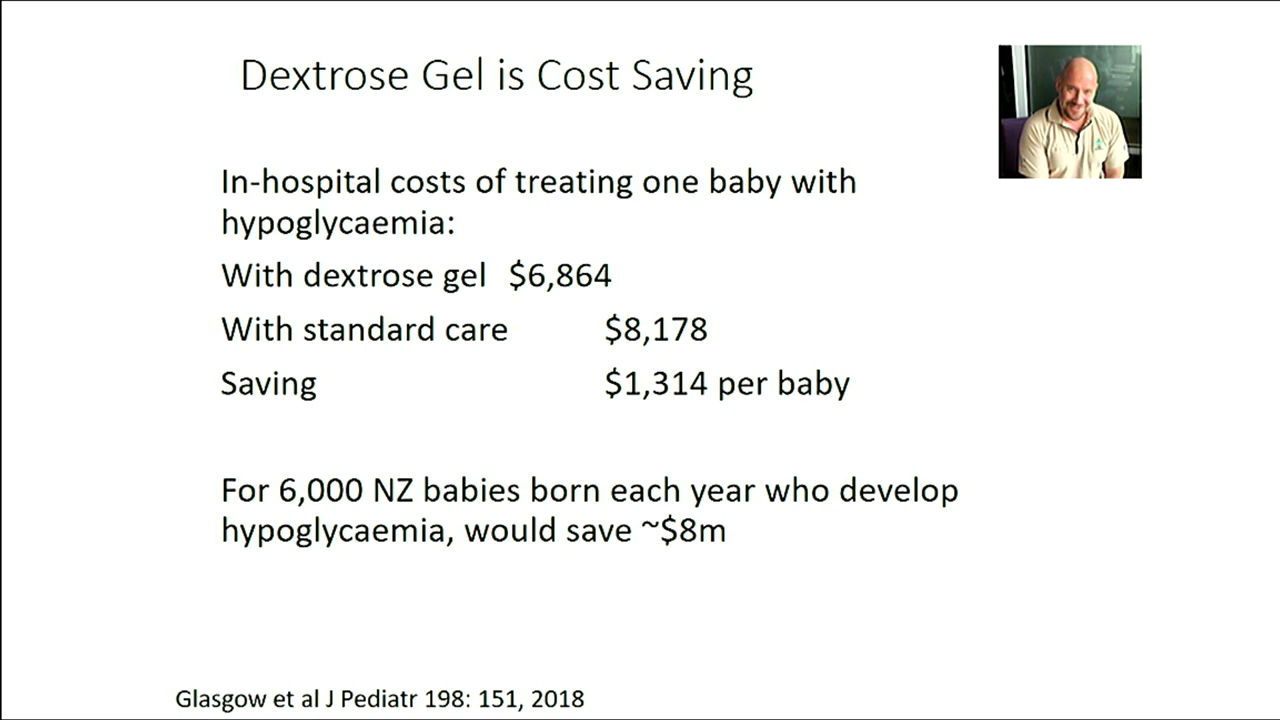 Dextrose Gel is Cost Saving
In-hospital costs of treating one baby with
hypoglycaemia:
With dextrose gel $6,864
With standard care $8,178
Saving $1,314 per baby
For 6,000 NZ babies born each year who develop
hypoglycaemia, would save ~$8m
Glasgow et al J Pediatr 198: 151, 2018